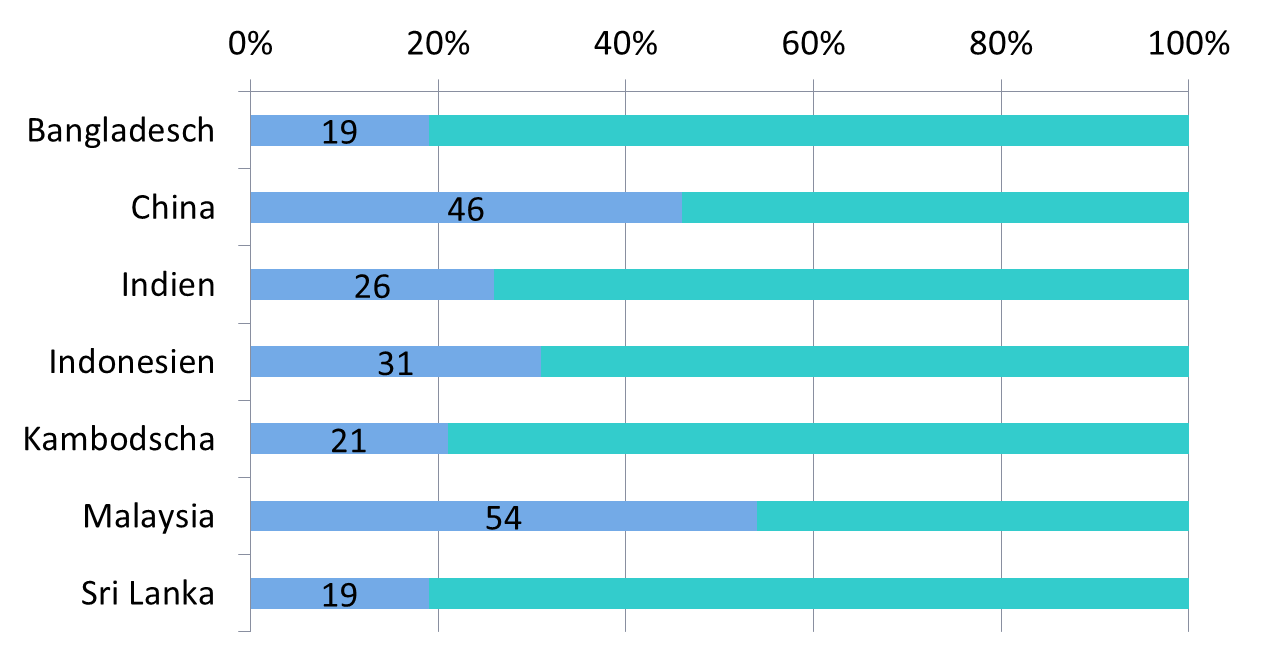 0% 20% 40% 60% 80% 100%
Bangladesch 19
China 46
Indien 26
Indonesien 31
Kambodscha 21
Malaysia 54
Sri Lanka 19